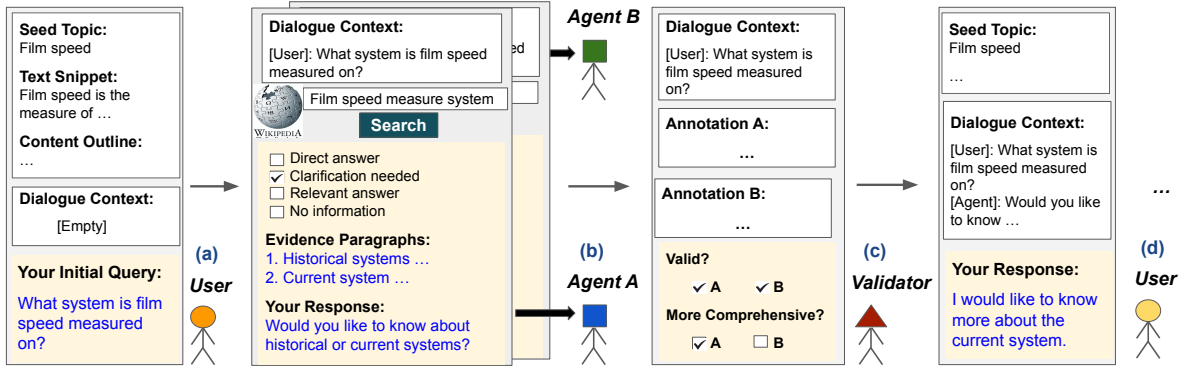 Seed Topic:
Film speed
Text Snippet:
Film speed is the
measure of ...
Content Outline:
...
Dialogue Context:
[Empty]
Your Initial Query:
What system is film
speed measured
on?
(a)
User
Dialogue Context:
[User]: What system is film speed
measured on?
ed
WIKIPEDIA
Film speed measure system
Search
Direct answer
Clarification needed
Relevant answer
No information
Evidence Paragraphs:
1. Historical systems ...
2. Current system ...
Your Response:
Would you like to know about
historical or current systems?
Agent B
(b)
Agent A
Dialogue Context:
[User]: What system is
film speed measured
on?
Annotation A:
...
Annotation B:
...
Valid?
A B
More Comprehensive?
A B
(c)
Validator
Seed Topic:
Film speed
...
Dialogue Context:
[User]: What system is
film speed measured
on?
[Agent]: Would you like
to know ...
Your Response:
I would like to know
more about the
current system.
...
(d)
User